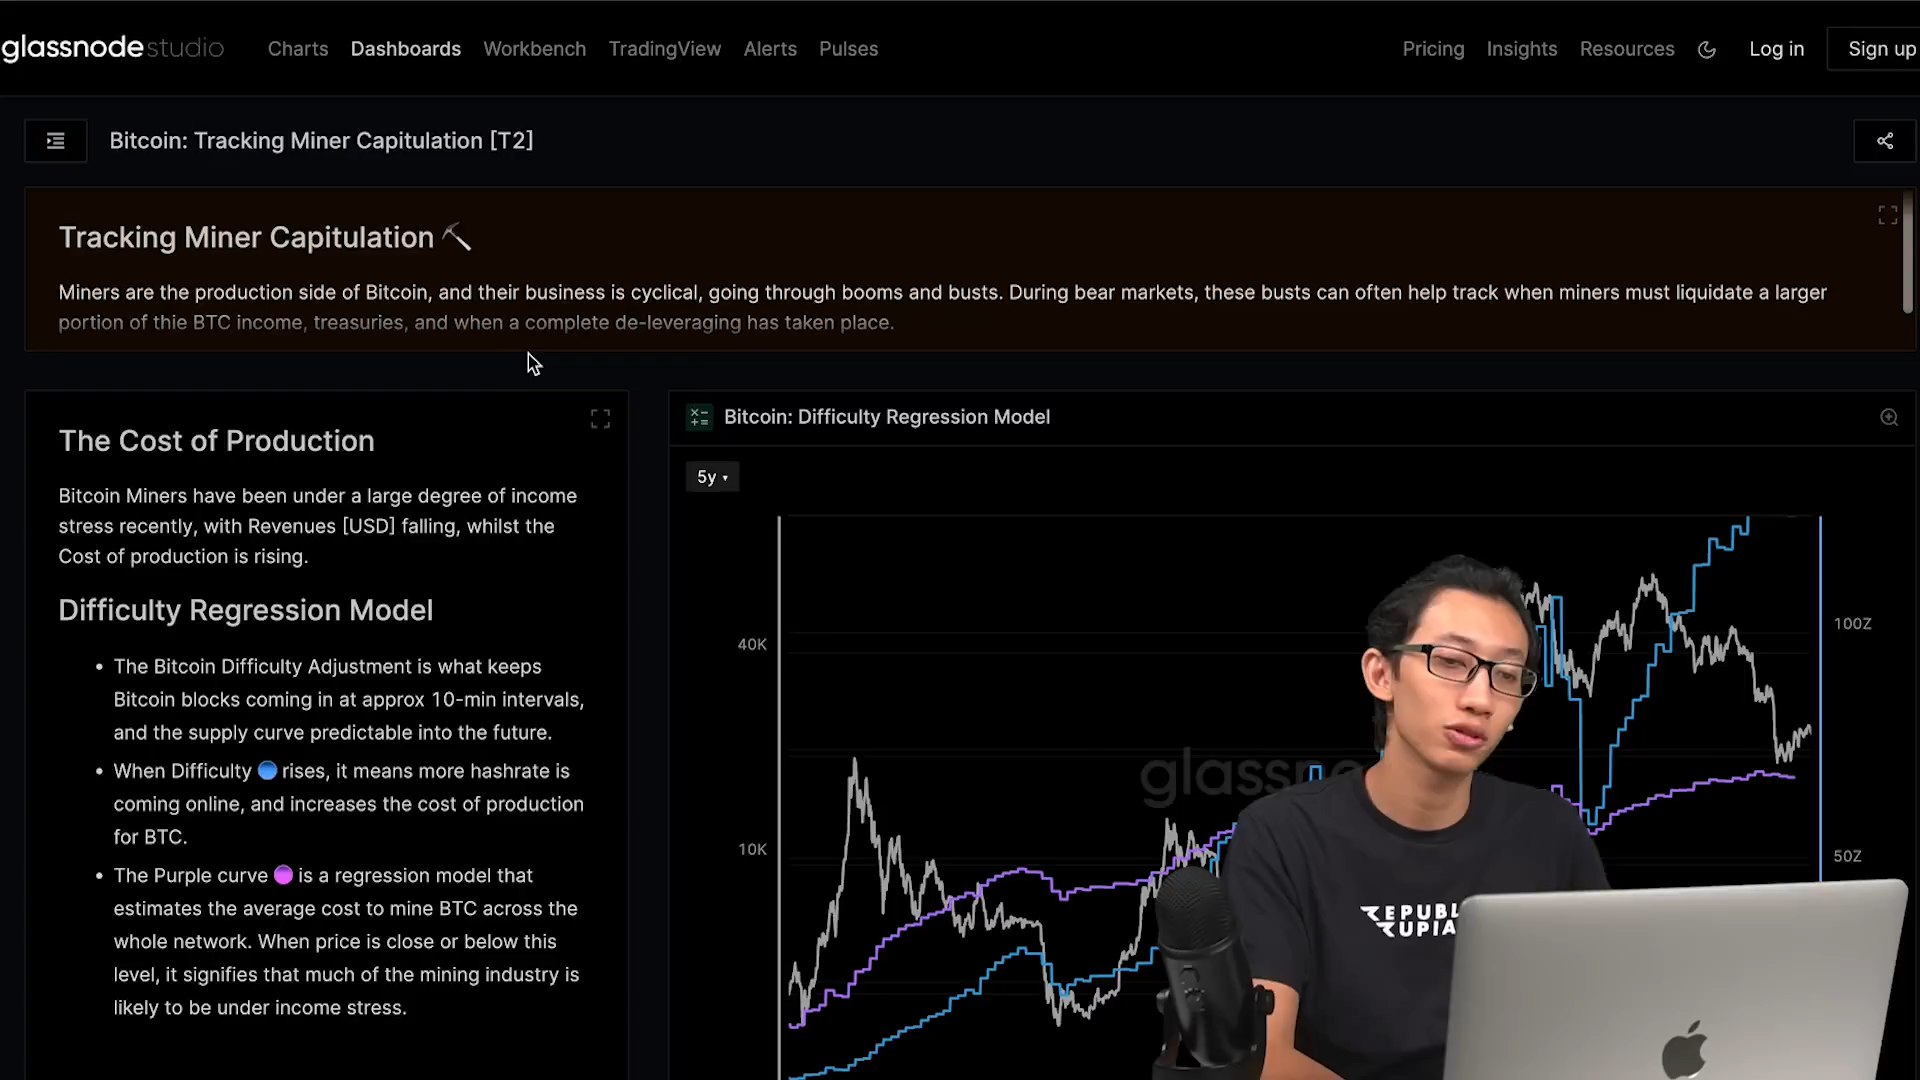 glassnode studio
Charts
Dashboards
Workbench
TradingView
Alerts
Pulses
Pricing
Insights
Resources
Log in
Sign up
Bitcoin: Tracking Miner Capitulation [T2]
Tracking Miner Capitulation
Miners are the production side of Bitcoin, and their business is cyclical, going through booms and busts. During bear markets, these busts can often help track when miners must liquidate a larger
portion of thie BTC income, treasuries, and when a complete de-leveraging has taken place.
The Cost of Production
Bitcoin Miners have been under a large degree of income
stress recently, with Revenues [USD] falling, whilst the
Cost of production is rising.
Difficulty Regression Model
• The Bitcoin Difficulty Adjustment is what keeps
Bitcoin blocks coming in at approx 10-min intervals,
and the supply curve predictable into the future.
• When Difficulty rises, it means more hashrate is
coming online, and increases the cost of production
for BTC.
• The Purple curve is a regression model that
estimates the average cost to mine BTC across the
whole network. When price is close or below this
level, it signifies that much of the mining industry is
likely to be under income stress.
Bitcoin: Difficulty Regression Model
5y
40K
10K
100Z
50Z
glassn
REPUBL
RUPIA